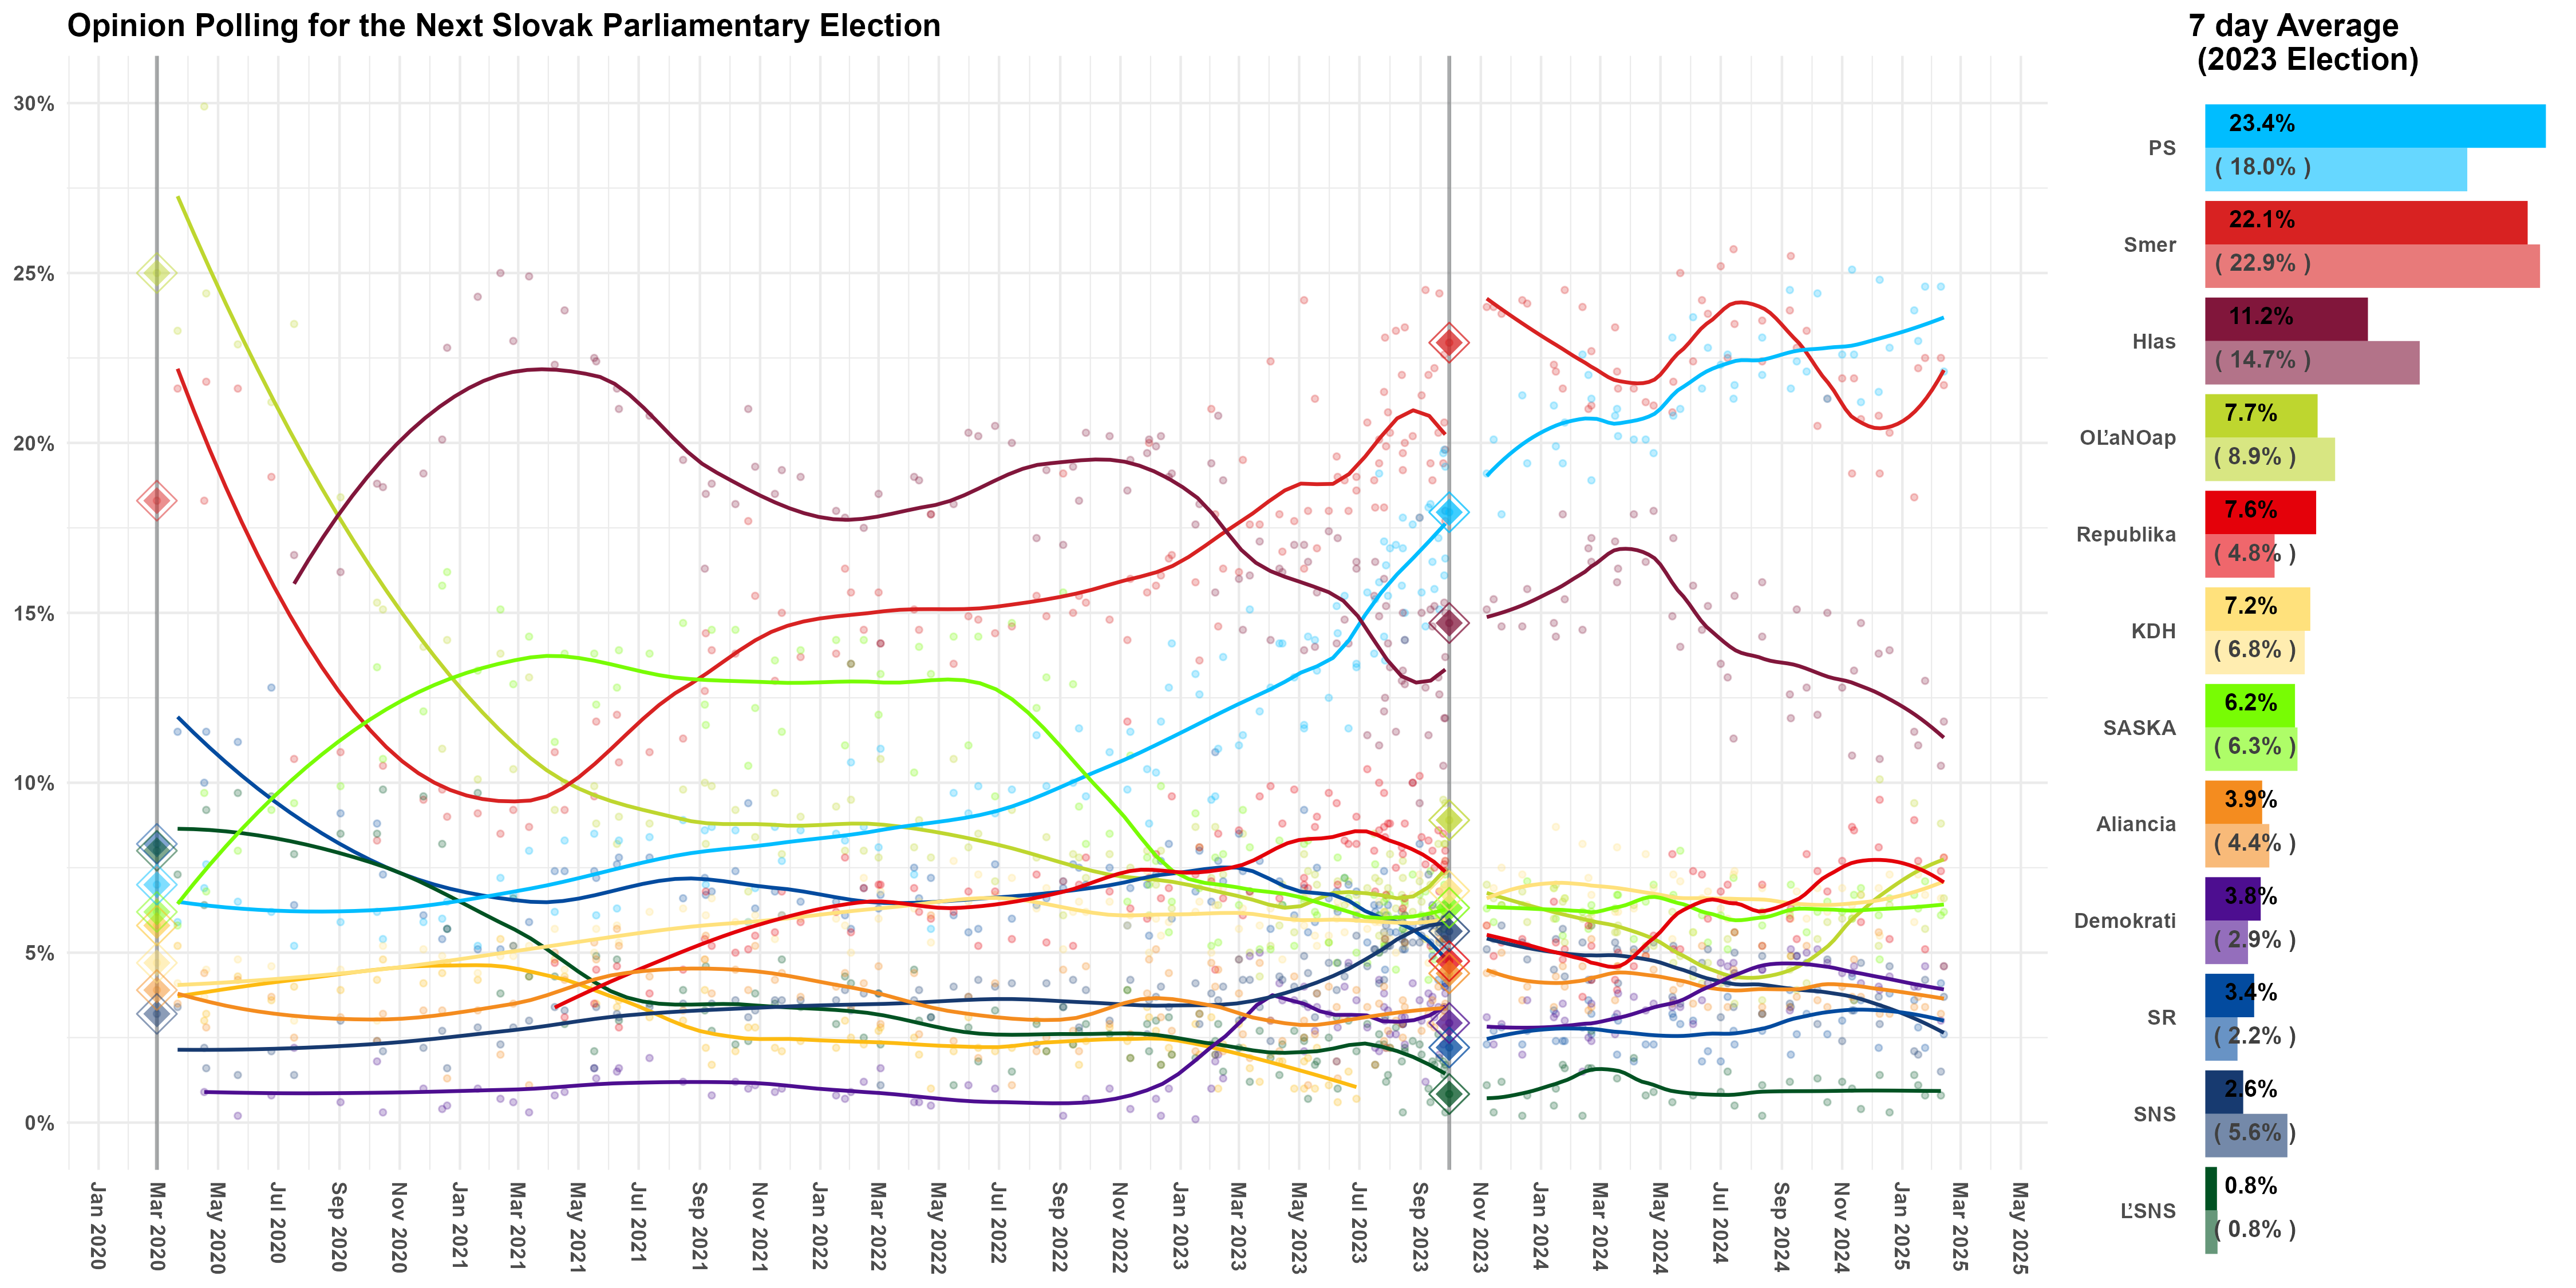 Opinion Polling for the Next Slovak Parliamentary Election
7 day Average
(2023 Election)
30%
25%
20%
15%
10%
5%
0%
Jan 2020
Mar 2020
May 2020
Jul 2020
Sep 2020
Nov 2020
Jan 2021
Mar 2021
May 2021
Jul 2021
Sep 2021
Nov 2021
Jan 2022
Mar 2022
May 2022
Jul 2022
Sep 2022
Nov 2022
Jan 2023
Mar 2023
May 2023
Jul 2023
Sep 2023
Nov 2023
Jan 2024
Mar 2024
May 2024
Jul 2024
Sep 2024
Nov 2024
Jan 2025
Mar 2025
May 2025
PS
23.4%
( 18.0% )
Smer
22.1%
( 22.9% )
Hlas
11.2%
( 14.7% )
OĽaNOap
7.7%
( 8.9% )
Republika
7.6%
( 4.8% )
KDH
7.2%
( 6.8% )
SASKA
6.2%
( 6.3% )
Aliancia
3.9%
( 4.4% )
Demokrati
3.8%
( 2.9% )
SR
3.4%
( 2.2% )
SNS
2.6%
( 5.6% )
ĽSNS
0.8%
( 0.8% )